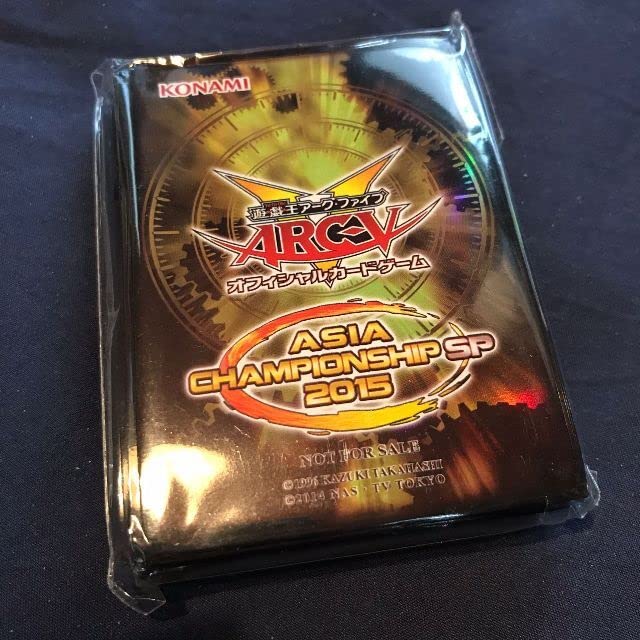 KONAMI
遊戯王アーク・ファイブ
ARC-V
オフィシャルカードゲーム
ASIA
CHAMPIONSHIP SP
2015
NOT FOR SALE
©1996 KAZUKI TAKAHASHI
©2014 NAS・TV TOKYO